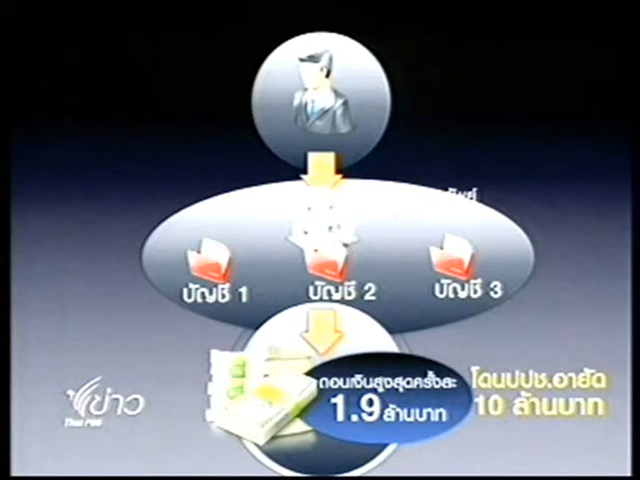 บัญชี 1
บัญชี 2
บัญชี 3
ถอนเงินสูงสุดครั้งละ
1.9 ล้านบาท
โดนปปช.อายัด
10 ล้านบาท
ข่าว
Thai PBS